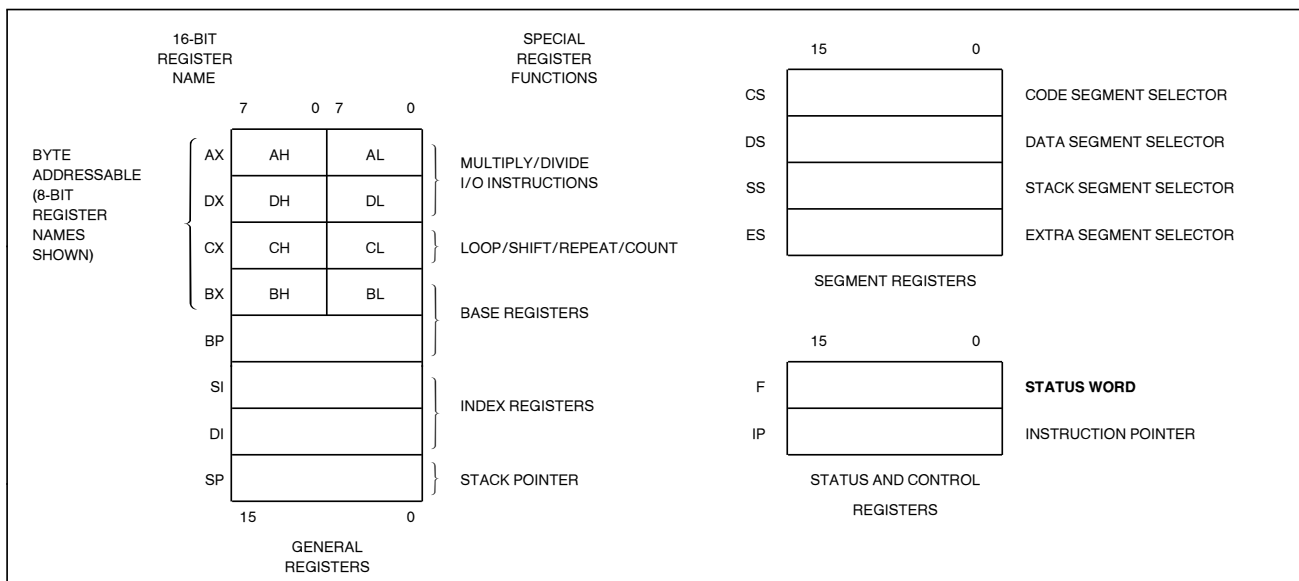 16-BIT
REGISTER
NAME
SPECIAL
REGISTER
FUNCTIONS
7 0 7 0
BYTE
ADDRESSABLE
(8-BIT
REGISTER
NAMES
SHOWN)
AX AH AL
DX DH DL
MULTIPLY/DIVIDE
I/O INSTRUCTIONS
CX CH CL LOOP/SHIFT/REPEAT/COUNT
BX BH BL
BP
BASE REGISTERS
SI
DI
INDEX REGISTERS
SP STACK POINTER
15 0
GENERAL
REGISTERS
15 0
CS CODE SEGMENT SELECTOR
DS DATA SEGMENT SELECTOR
SS STACK SEGMENT SELECTOR
ES EXTRA SEGMENT SELECTOR
SEGMENT REGISTERS
15 0
F STATUS WORD
IP INSTRUCTION POINTER
STATUS AND CONTROL
REGISTERS